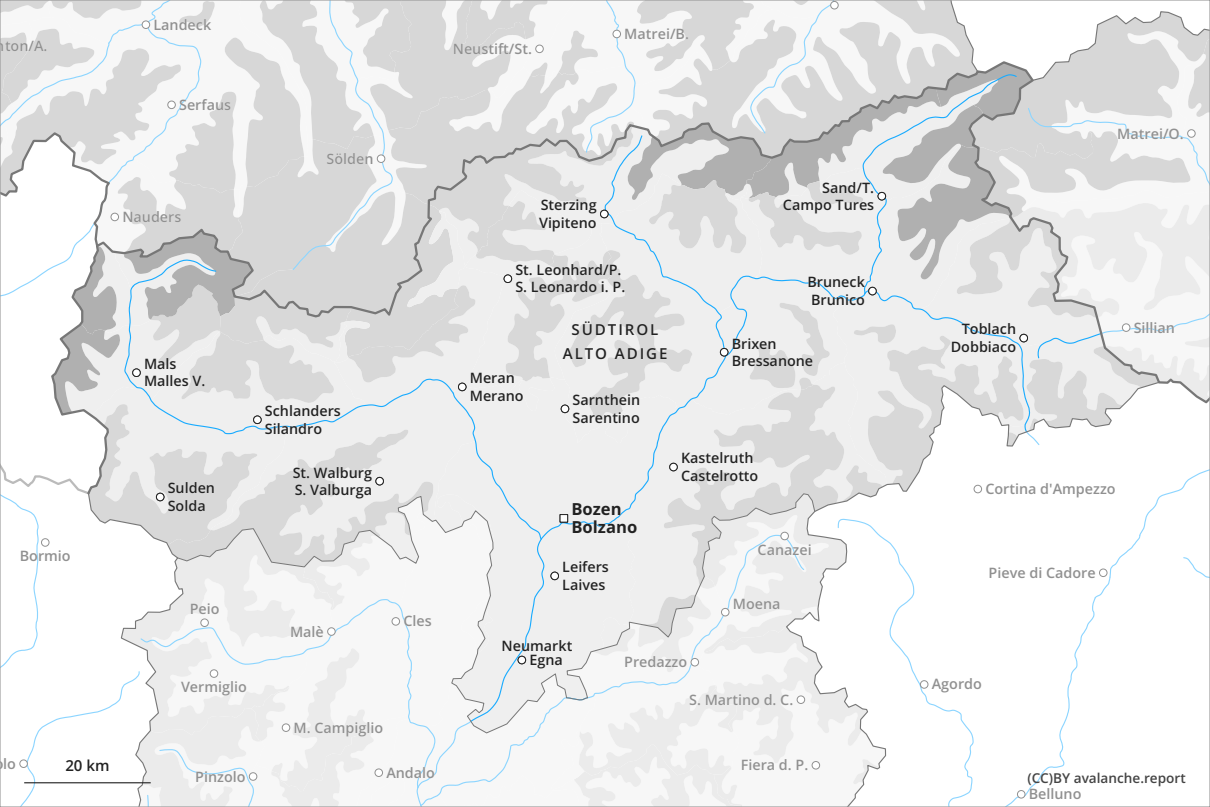 Landeck
nton/A.
Neustift/St.
Matrei/B.
Serfaus
Matrei/O.
Sölden
Nauders
Sand/T.
Campo Tures
Sterzing
Vipiteno
St. Leonhard/P.
S. Leonardo i. P.
Bruneck
Brunico
SÜDTIROL
ALTO ADIGE
Toblach
Dobbiaco
Sillian
Brixen
Bressanone
Mals
Malles V.
Meran
Merano
Sarnthein
Sarentino
Schlanders
Silandro
Kastelruth
Castelrotto
St. Walburg
S. Valburga
Sulden
Solda
Cortina d'Ampezzo
Bozen
Bolzano
Bormio
Canazei
Leifers
Laives
Pieve di Cadore
Peio
Moena
Malè
Cles
Neumarkt
Egna
Predazzo
Vermiglio
Agordo
S. Martino d. C.
M. Campiglio
olo
20 km
Pinzolo
Andalo
Fiera d. P.
(CC)BY avalanche.report
Belluno